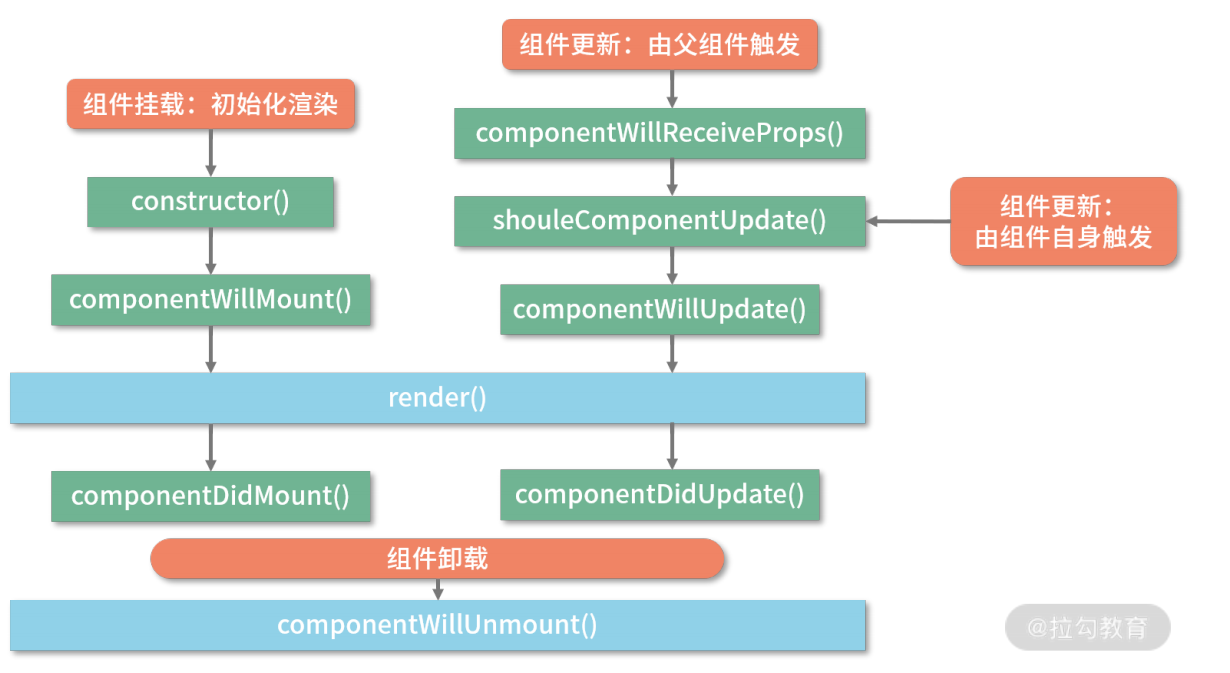 组件更新：由父组件触发
组件挂载：初始化渲染
componentWillReceiveProps()
constructor()
shouleComponentUpdate()
组件更新：
由组件自身触发
componentWillMount()
componentWillUpdate()
render()
componentDidMount()
componentDidUpdate()
组件卸载
componentWillUnmount()
@拉勾教育